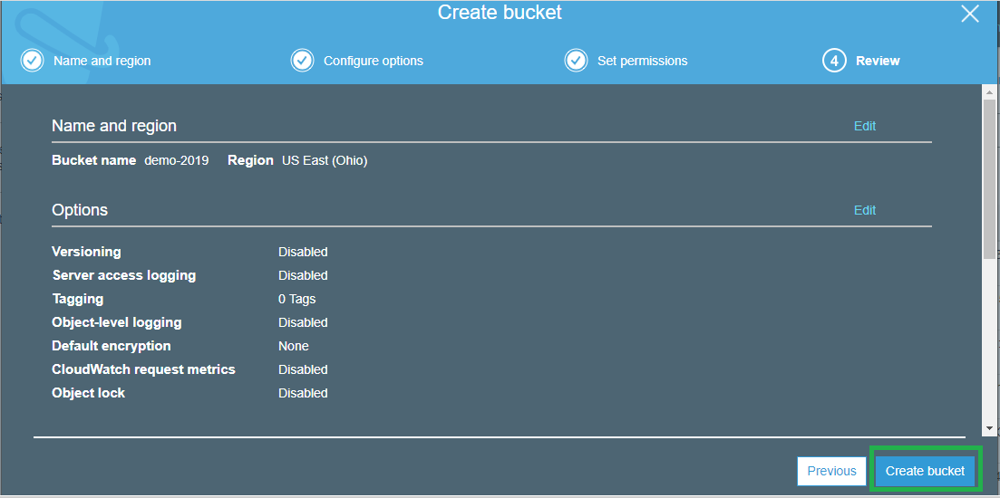 Create bucket
Name and region Configure options Set permissions 4 Review
Name and region Edit
Bucket name demo-2019 Region US East (Ohio)
Options Edit
Versioning Disabled
Server access logging Disabled
Tagging 0 Tags
Object-level logging Disabled
Default encryption None
CloudWatch request metrics Disabled
Object lock Disabled
Previous Create bucket